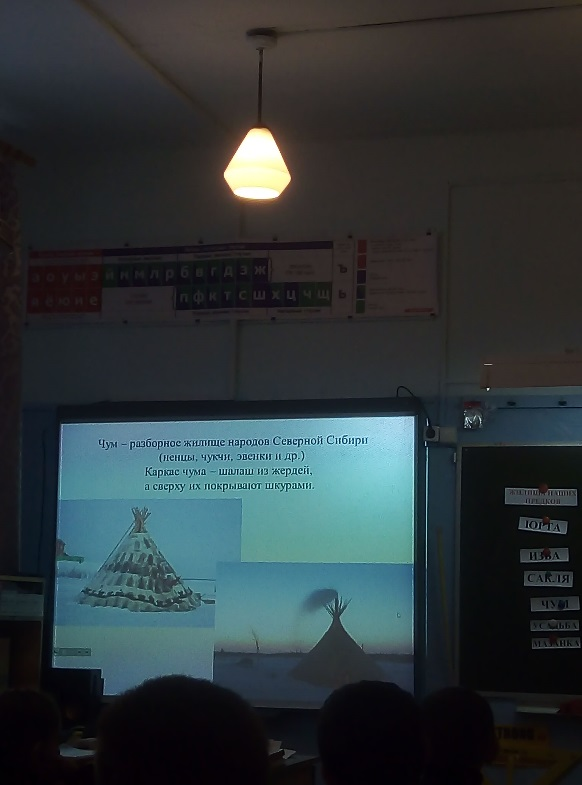 а о у ы э и н м л р б в г д з ж Ъ
я ё ю и е п ф к т с ш х ц ч щ Ь
Чум – разборное жилище народов Северной Сибири
(ненцы, чукчи, эвенки и др.)
Каркас чума – шалаш из жердей,
а сверху их покрывают шкурами.
ЖИЛИЩА НАШИХ
ПРЕДКОВ
ЮРТА
ИЗБА
САКЛЯ
ЧУМ
УСАДЬБА
МАЗАНКА